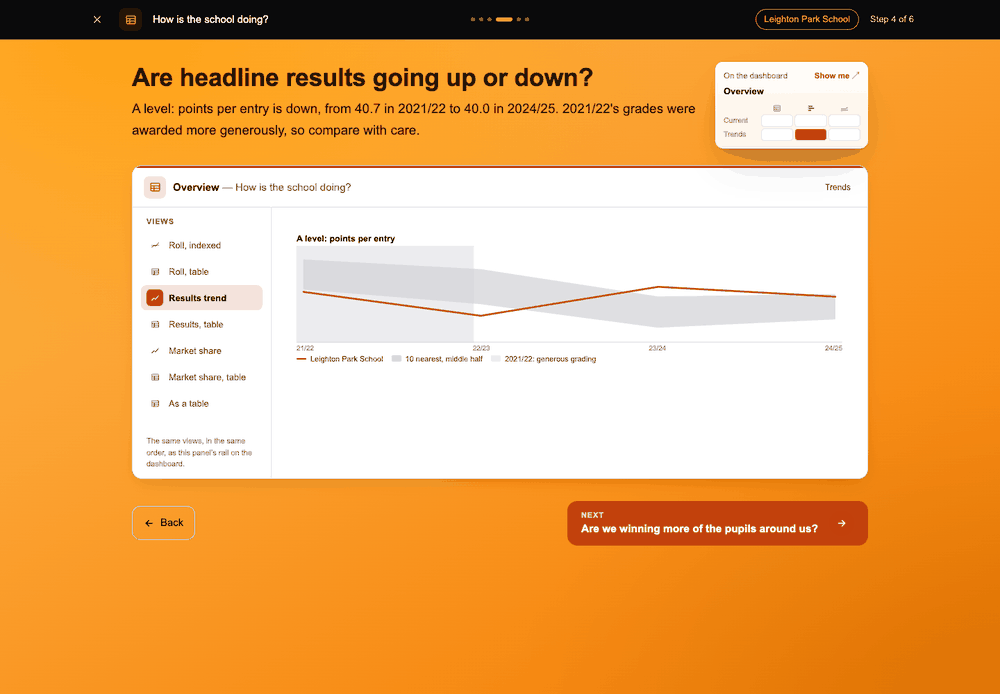 How is the school doing?
Leighton Park School
Step 4 of 6
Are headline results going up or down?
A level: points per entry is down, from 40.7 in 2021/22 to 40.0 in 2024/25. 2021/22's grades were
awarded more generously, so compare with care.
On the dashboard
Show me
Overview
Current
Trends
Overview — How is the school doing?
Trends
VIEWS
Roll, indexed
Roll, table
Results trend
Results, table
Market share
Market share, table
As a table
The same views, in the same
order, as this panel's rail on the
dashboard.
A level: points per entry
21/22
22/23
23/24
24/25
Leighton Park School
10 nearest, middle half
2021/22: generous grading
Back
NEXT
Are we winning more of the pupils around us?